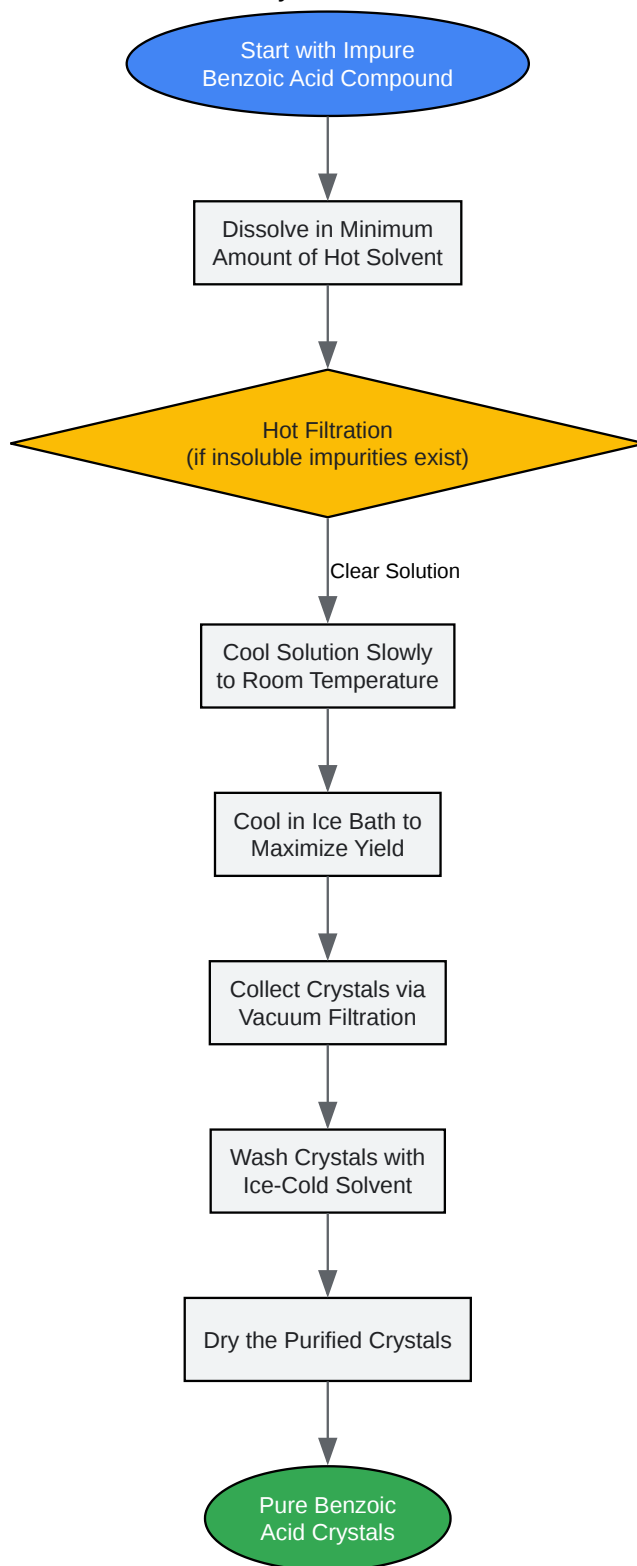 Start with Impure
Benzoic Acid Compound
Dissolve in Minimum
Amount of Hot Solvent
Hot Filtration
(if insoluble impurities exist)
Clear Solution
Cool Solution Slowly
to Room Temperature
Cool in Ice Bath to
Maximize Yield
Collect Crystals via
Vacuum Filtration
Wash Crystals with
Ice-Cold Solvent
Dry the Purified Crystals
Pure Benzoic
Acid Crystals